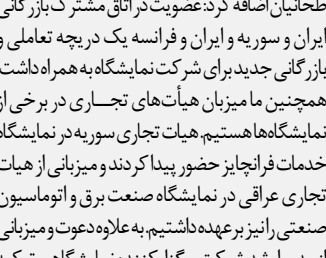 طحانیان اضافه کرد: عضویت در اتاق مشترک بازرگانی
ایران و سوریه و ایران و فرانسه یک دریچه تعاملی و
بازرگانی جدید برای شرکت نمایشگاه به همراه داشت.
همچنین ما میزبان هیأت‌های تجــاری در برخی از
نمایشگاه‌ها هستیم. هیات تجاری سوریه در نمایشگاه
خدمات فرانچایز حضور پیدا کردند و میزبانی از هیات
تجاری عراقی در نمایشگاه صنعت برق و اتوماسیون
صنعتی را نیز برعهده داشتیم. به علاوه دعوت و میزبانی